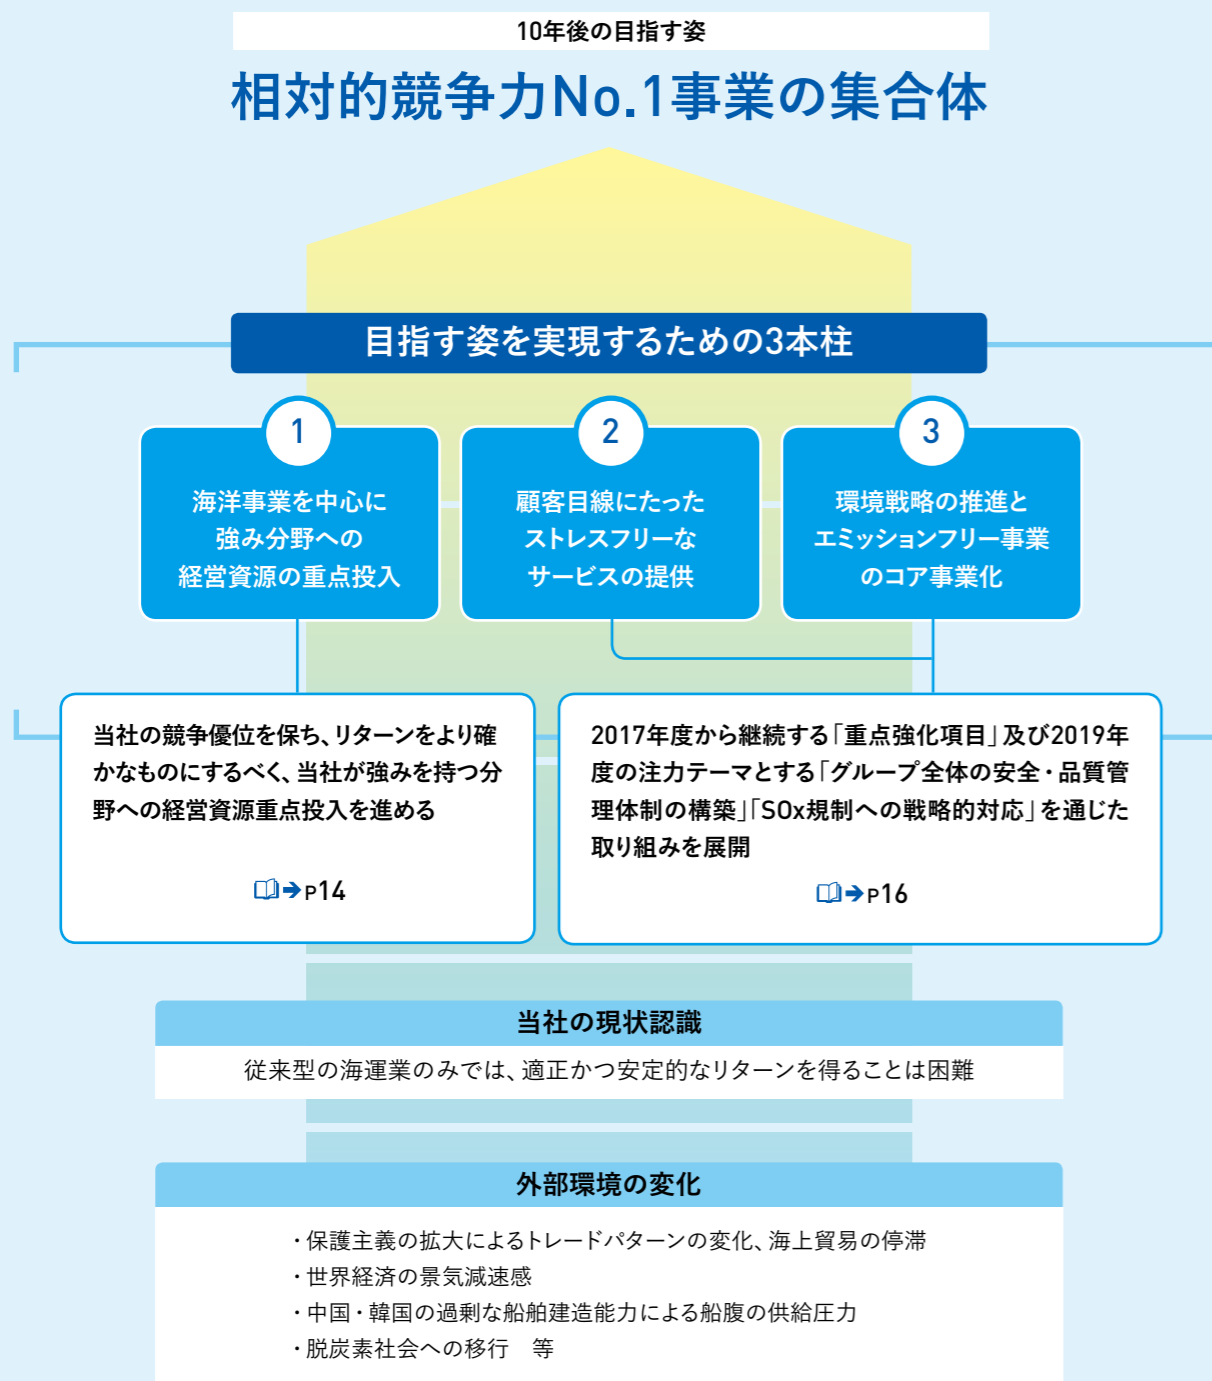 10年後の目指す姿
相対的競争力No.1事業の集合体
目指す姿を実現するための3本柱
1
海洋事業を中心に
強み分野への
経営資源の重点投入
2
顧客目線にたった
ストレスフリーな
サービスの提供
3
環境戦略の推進と
エミッションフリー事業
のコア事業化
当社の競争優位を保ち、リターンをより確
かなものにするべく、当社が強みを持つ分
野への経営資源重点投入を進める
P14
2017年度から継続する「重点強化項目」及び2019年
度の注力テーマとする「グループ全体の安全・品質管
理体制の構築」「SOx規制への戦略的対応」を通じた
取り組みを展開
P16
当社の現状認識
従来型の海運業のみでは、適正かつ安定的なリターンを得ることは困難
外部環境の変化
・保護主義の拡大によるトレードパターンの変化、海上貿易の停滞
・世界経済の景気減速感
・中国・韓国の過剰な船舶建造能力による船腹の供給圧力
・脱炭素社会への移行　等